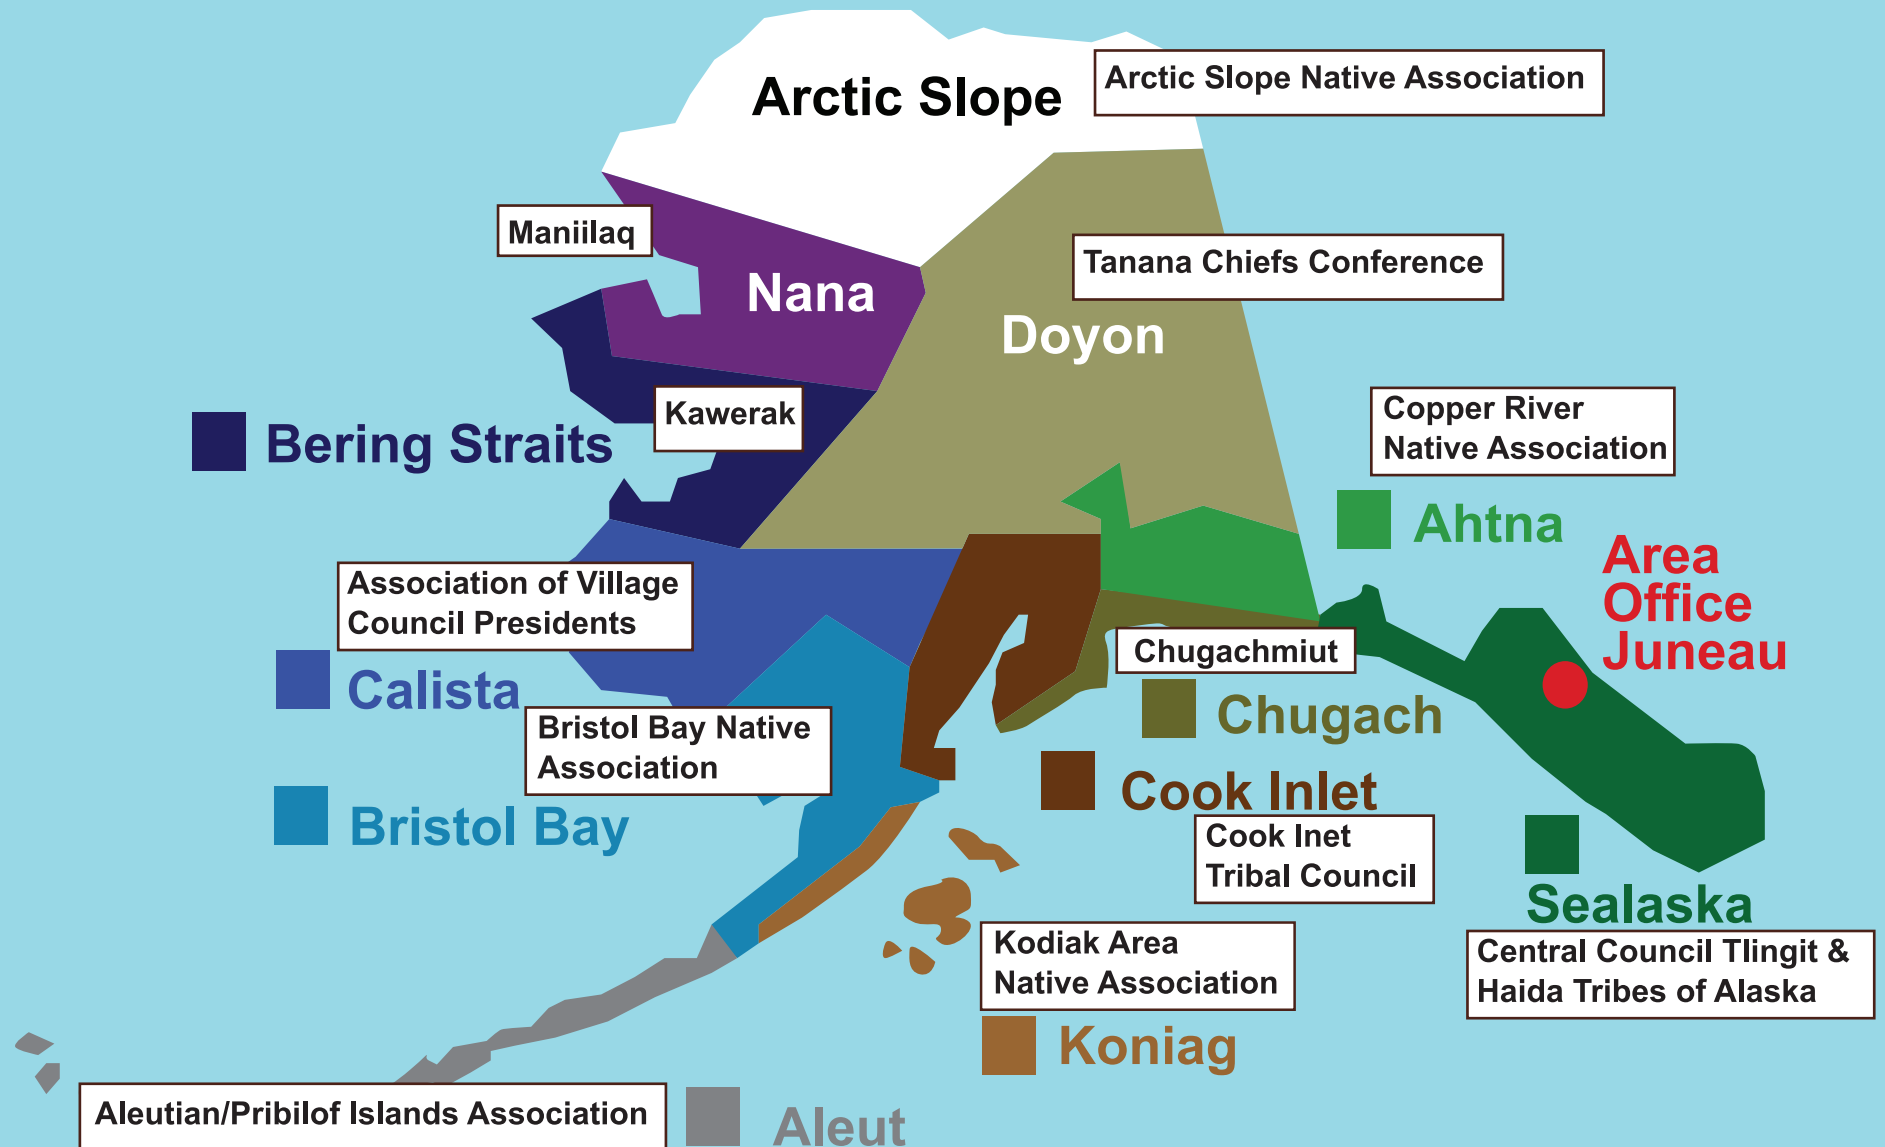 Arctic Slope
Arctic Slope Native Association
Maniilaq
Nana
Tanana Chiefs Conference
Doyon
Kawerak
Bering Straits
Copper River
Native Association
Ahtna
Area
Office
Juneau
Association of Village
Council Presidents
Calista
Chugachmiut
Chugach
Bristol Bay Native
Association
Bristol Bay
Cook Inlet
Cook Inet
Tribal Council
Sealaska
Central Council Tlingit &
Haida Tribes of Alaska
Kodiak Area
Native Association
Koniag
Aleutian/Pribilof Islands Association
Aleut